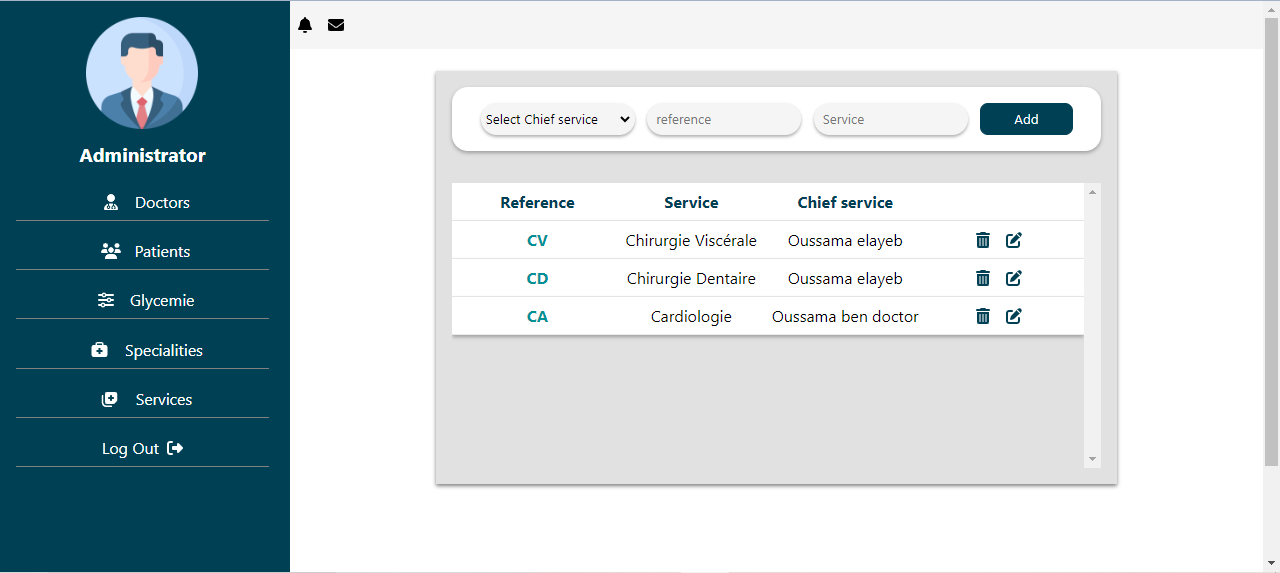 Administrator
Doctors
Patients
Glycemie
Specialities
Services
Log Out
Select Chief service reference Service Add
Reference Service Chief service
CV Chirurgie Viscérale Oussama elayeb
CD Chirurgie Dentaire Oussama elayeb
CA Cardiologie Oussama ben doctor